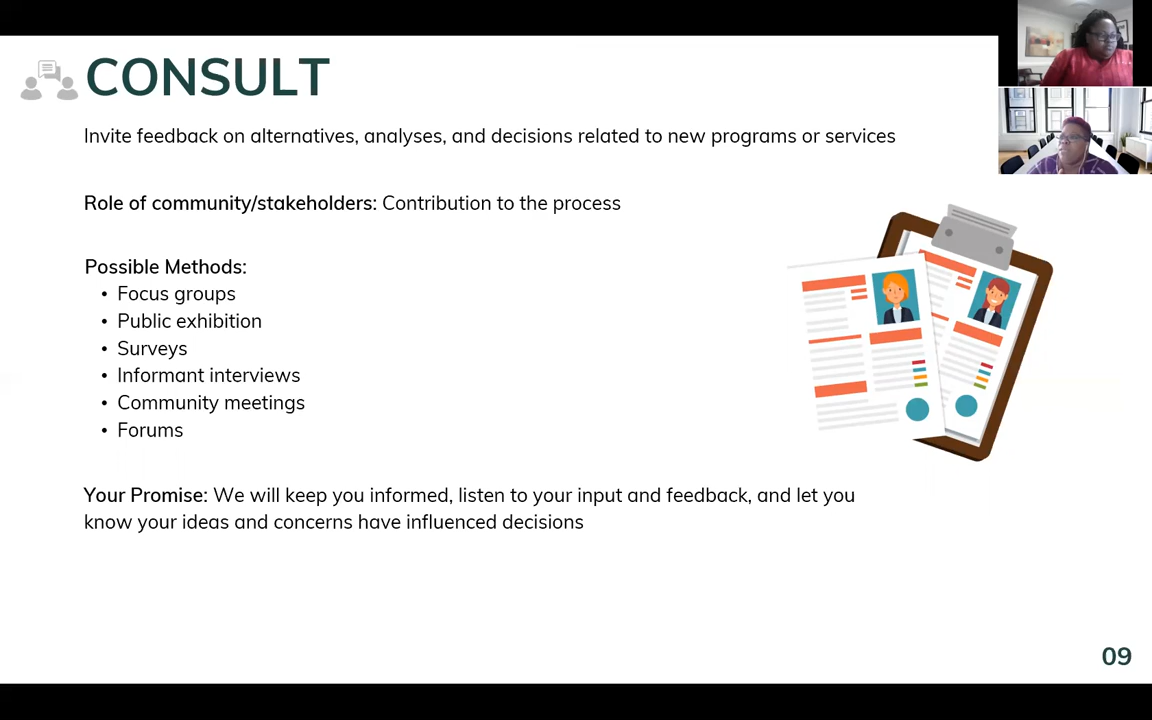 CONSULT
Invite feedback on alternatives, analyses, and decisions related to new programs or services
Role of community/stakeholders: Contribution to the process
Possible Methods:
• Focus groups
• Public exhibition
• Surveys
• Informant interviews
• Community meetings
• Forums
Your Promise: We will keep you informed, listen to your input and feedback, and let you
know your ideas and concerns have influenced decisions
09